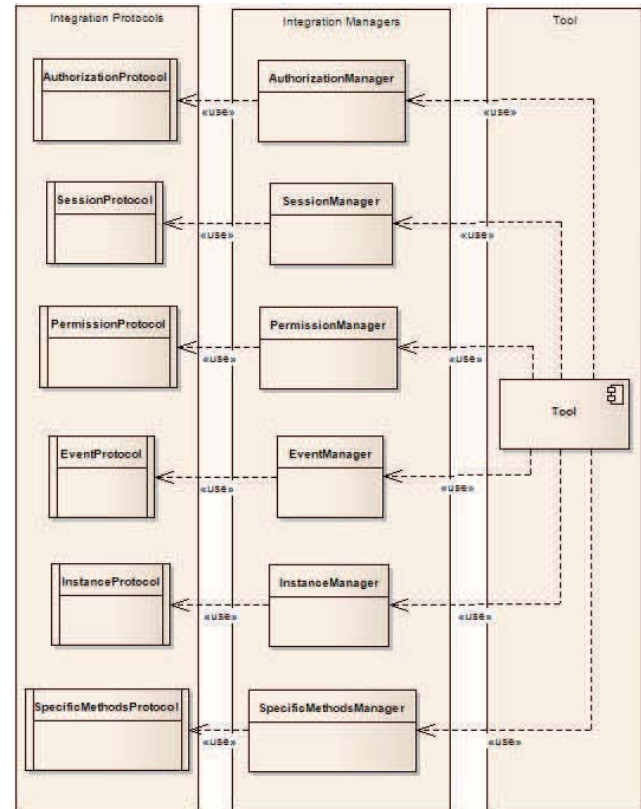 Integration Protocols
Integration Managers
Tool
AuthorizationProtocol
AuthorizationManager
«use»
«use»
SessionProtocol
SessionManager
«use»
«use»
PermissionProtocol
PermissionManager
«use»
«use»
Tool
EventProtocol
EventManager
«use»
«use»
InstanceProtocol
InstanceManager
«use»
«use»
SpecificMethodsProtocol
SpecificMethodsManager
«use»
«use»